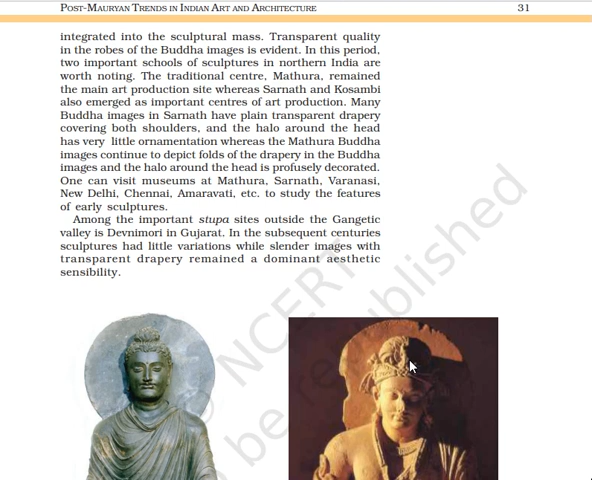 POST-MAURYAN TRENDS IN INDIAN ART AND ARCHITECTURE 31
integrated into the sculptural mass. Transparent quality
in the robes of the Buddha images is evident. In this period,
two important schools of sculptures in northern India are
worth noting. The traditional centre, Mathura, remained
the main art production site whereas Sarnath and Kosambi
also emerged as important centres of art production. Many
Buddha images in Sarnath have plain transparent drapery
covering both shoulders, and the halo around the head
has very little ornamentation whereas the Mathura Buddha
images continue to depict folds of the drapery in the Buddha
images and the halo around the head is profusely decorated.
One can visit museums at Mathura, Sarnath, Varanasi,
New Delhi, Chennai, Amaravati, etc. to study the features
of early sculptures.
Among the important stupa sites outside the Gangetic
valley is Devnimori in Gujarat. In the subsequent centuries
sculptures had little variations while slender images with
transparent drapery remained a dominant aesthetic
sensibility.
© NCERT
be republished